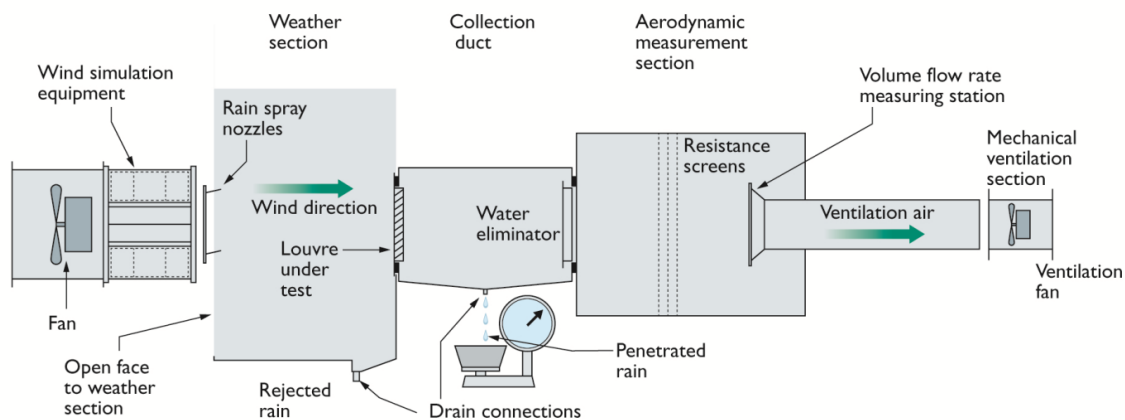 Weather
section
Collection
duct
Aerodynamic
measurement
section
Wind simulation
equipment
Rain spray
nozzles
Volume flow rate
measuring station
Resistance
screens
Mechanical
ventilation
section
Wind direction
Water
eliminator
Ventilation air
Louvre
under
test
Ventilation
fan
Fan
Open face
to weather
section
Rejected
rain
Drain connections
Penetrated
rain